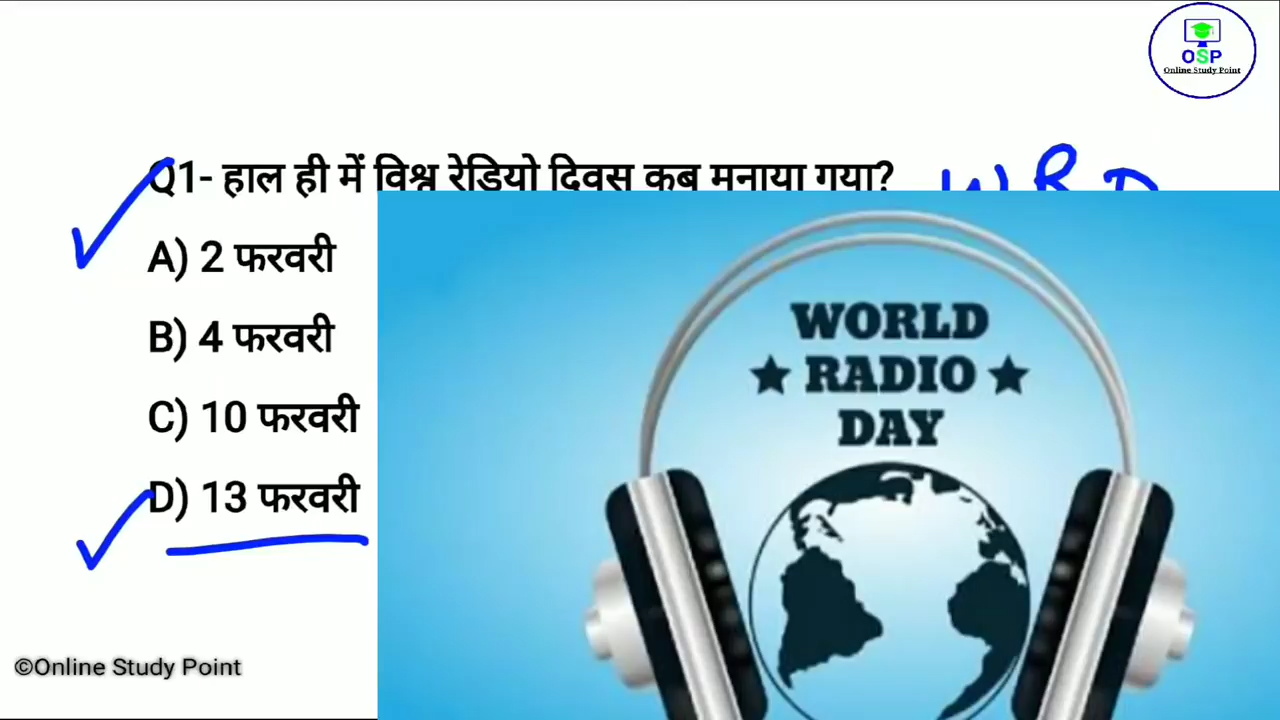 OSP
Online Study Point
Q1- हाल ही में विश्व रेडियो दिवस कब मनाया गया?
WRD
A) 2 फरवरी
B) 4 फरवरी
C) 10 फरवरी
D) 13 फरवरी
WORLD
RADIO
DAY
©Online Study Point